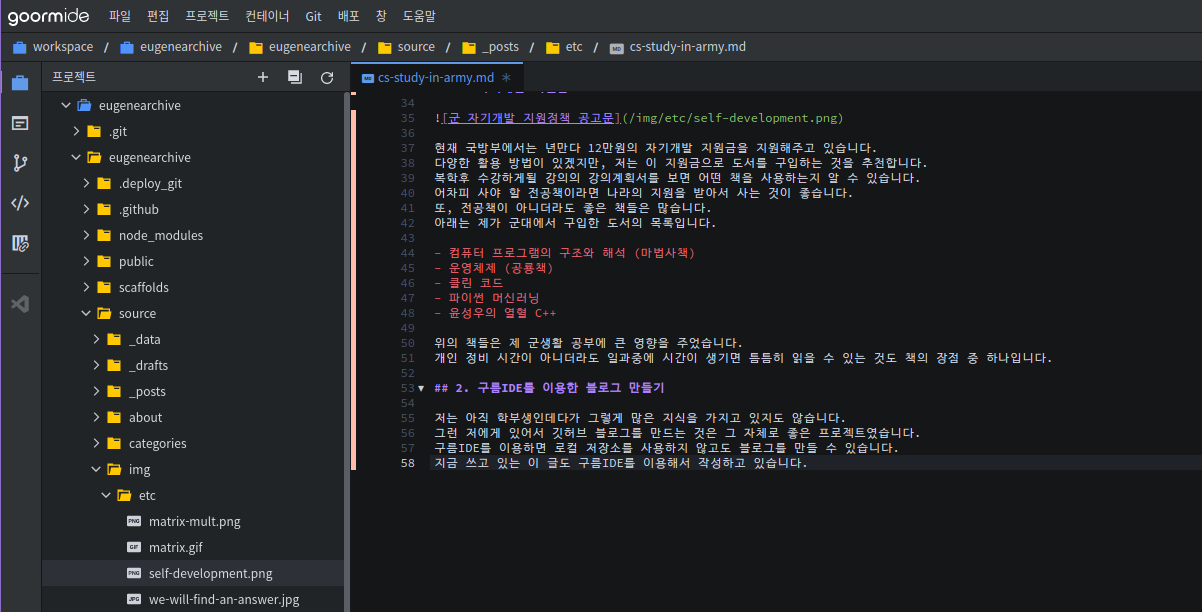 goormide 파일 편집 프로젝트 컨테이너 Git 배포 창 도움말
workspace / eugenearchive / eugenearchive / source / _posts / etc / cs-study-in-army.md
프로젝트
eugenearchive
.git
eugenearchive
.deploy_git
.github
node_modules
public
scaffolds
source
_data
_drafts
_posts
about
categories
img
etc
PNG matrix-mult.png
GIF matrix.gif
PNG self-development.png
JPG we-will-find-an-answer.jpg
cs-study-in-army.md *
34
35 ![군 자기개발 지원정책 공고문](/img/etc/self-development.png)
36
37 현재 국방부에서는 년만다 12만원의 자기개발 지원금을 지원해주고 있습니다.
38 다양한 활용 방법이 있겠지만, 저는 이 지원금으로 도서를 구입하는 것을 추천합니다.
39 복학후 수강하게될 강의의 강의계획서를 보면 어떤 책을 사용하는지 알 수 있습니다.
40 어차피 사야 할 전공책이라면 나라의 지원을 받아서 사는 것이 좋습니다.
41 또, 전공책이 아니더라도 좋은 책들은 많습니다.
42 아래는 제가 군대에서 구입한 도서의 목록입니다.
43
44 - 컴퓨터 프로그램의 구조와 해석 (마법사책)
45 - 운영체제 (공룡책)
46 - 클린 코드
47 - 파이썬 머신러닝
48 - 윤성우의 열혈 C++
49
50 위의 책들은 제 군생활 공부에 큰 영향을 주었습니다.
51 개인 정비 시간이 아니더라도 일과중에 시간이 생기면 틈틈히 읽을 수 있는 것도 책의 장점 중 하나입니다.
52
53 ## 2. 구름IDE를 이용한 블로그 만들기
54
55 저는 아직 학부생인데다가 그렇게 많은 지식을 가지고 있지도 않습니다.
56 그런 저에게 있어서 깃허브 블로그를 만드는 것은 그 자체로 좋은 프로젝트였습니다.
57 구름IDE를 이용하면 로컬 저장소를 사용하지 않고도 블로그를 만들 수 있습니다.
58 지금 쓰고 있는 이 글도 구름IDE를 이용해서 작성하고 있습니다.